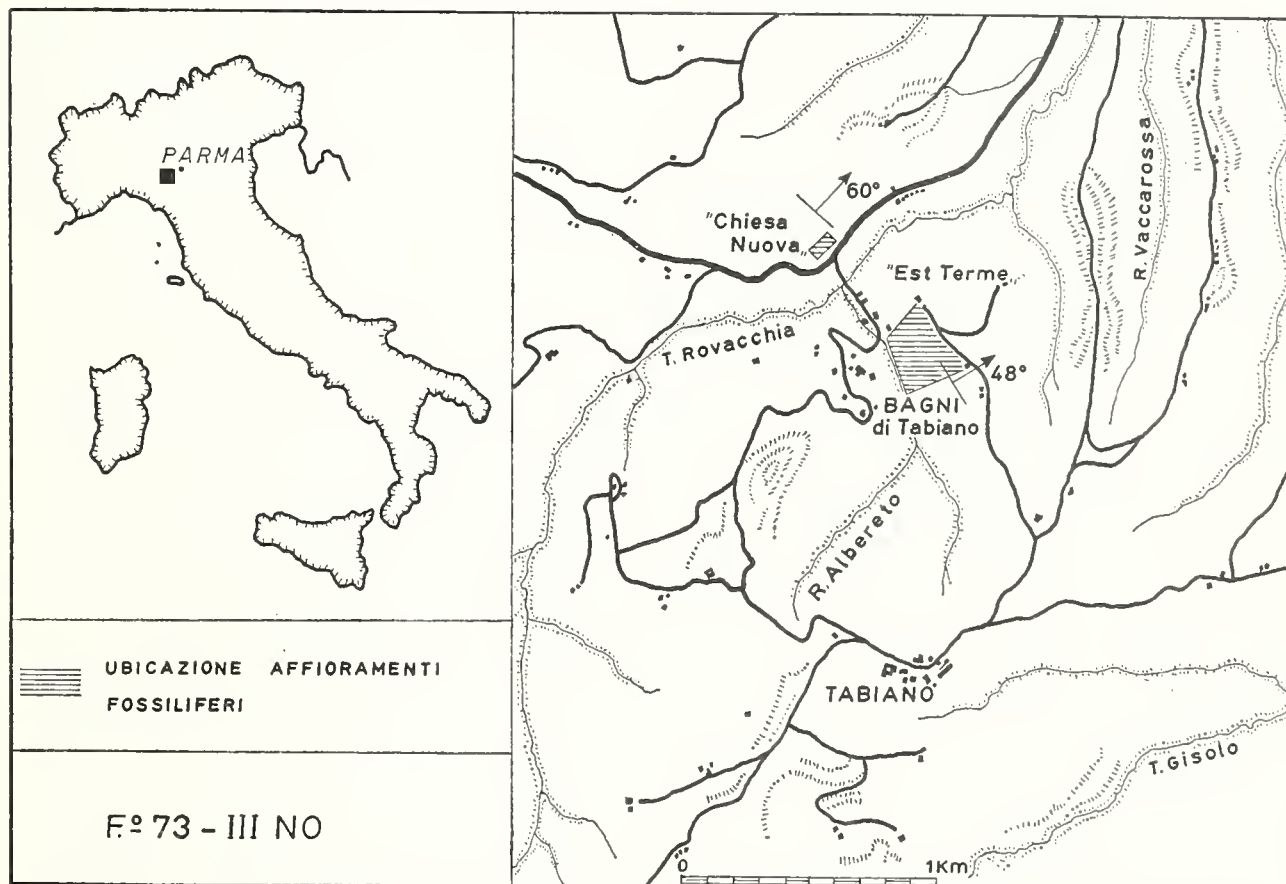 PARMA
UBICAZIONE AFFIORAMENTI
FOSSILIFERI
F.º 73 - III NO
60°
"Chiesa
Nuova"
"Est Terme"
R. Vaccarossa
T. Rovacchia
48°
BAGNI
di Tabiano
R. Albereto
TABIANO
T. Gisolo
0 1Km